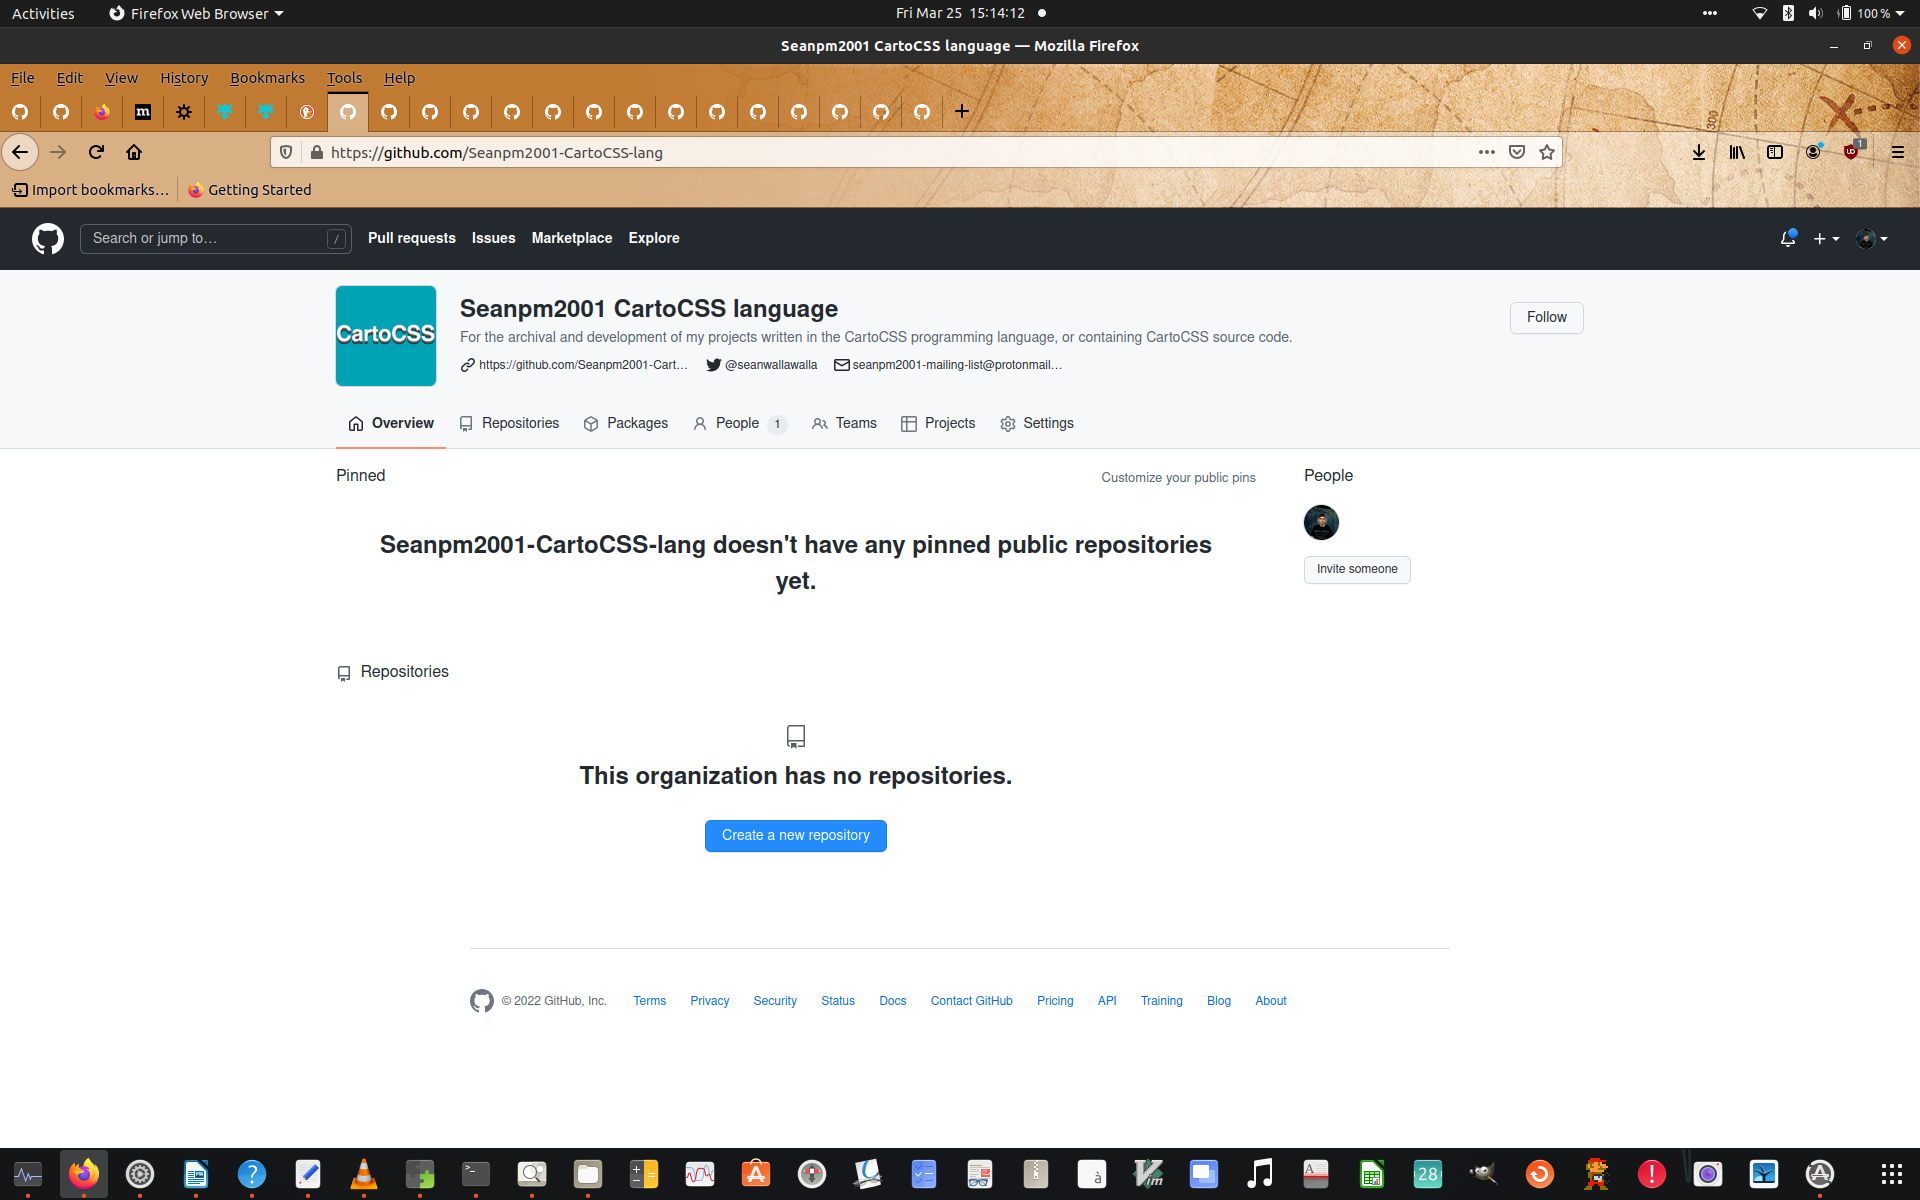 Activities
Firefox Web Browser
Fri Mar 25 15:14:12
100 %
Seanpm2001 CartoCSS language — Mozilla Firefox
File Edit View History Bookmarks Tools Help
m
300
https://github.com/Seanpm2001-CartoCSS-lang
1
Import bookmarks...
Getting Started
Search or jump to...
/
Pull requests Issues Marketplace Explore
CartoCSS
Seanpm2001 CartoCSS language
For the archival and development of my projects written in the CartoCSS programming language, or containing CartoCSS source code.
https://github.com/Seanpm2001-Cart...
@seanwallawalla
seanpm2001-mailing-list@protonmail...
Follow
Overview Repositories Packages People 1 Teams Projects Settings
Pinned
Customize your public pins
People
Seanpm2001-CartoCSS-lang doesn't have any pinned public repositories
yet.
Invite someone
Repositories
This organization has no repositories.
Create a new repository
© 2022 GitHub, Inc. Terms Privacy Security Status Docs Contact GitHub Pricing API Training Blog About
28